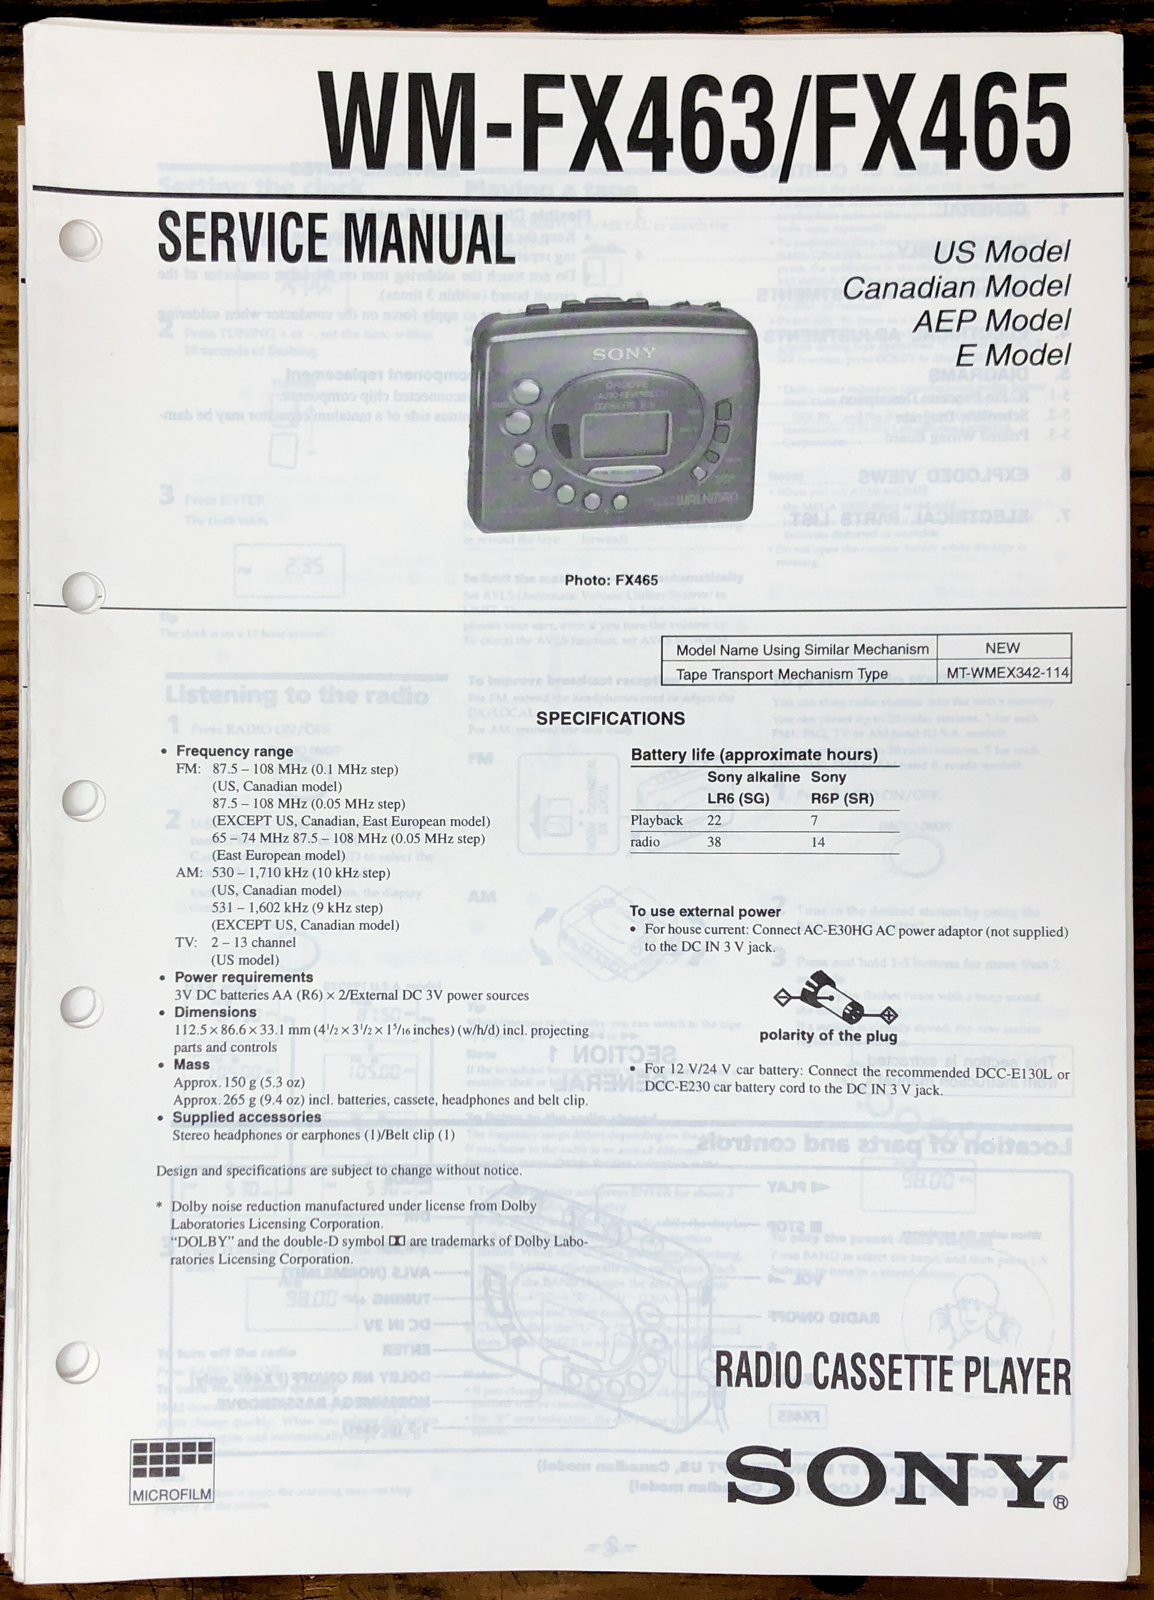 WM-FX463/FX465
SERVICE MANUAL
US Model
Canadian Model
AEP Model
E Model
SONY
GROOVE
WALKMAN
Photo: FX465
Model Name Using Similar Mechanism NEW
Tape Transport Mechanism Type MT-WMEX342-114
SPECIFICATIONS
• Frequency range
FM: 87.5 – 108 MHz (0.1 MHz step)
(US, Canadian model)
87.5 – 108 MHz (0.05 MHz step)
(EXCEPT US, Canadian, East European model)
65 – 74 MHz 87.5 – 108 MHz (0.05 MHz step)
(East European model)
AM: 530 – 1,710 kHz (10 kHz step)
(US, Canadian model)
531 – 1,602 kHz (9 kHz step)
(EXCEPT US, Canadian model)
TV: 2 – 13 channel
(US model)
• Power requirements
3V DC batteries AA (R6) × 2/External DC 3V power sources
• Dimensions
112.5 × 86.6 × 33.1 mm (4 1/2 × 3 1/2 × 1 5/16 inches) (w/h/d) incl. projecting
parts and controls
• Mass
Approx. 150 g (5.3 oz)
Approx. 265 g (9.4 oz) incl. batteries, cassete, headphones and belt clip.
• Supplied accessories
Stereo headphones or earphones (1)/Belt clip (1)
Design and specifications are subject to change without notice.
* Dolby noise reduction manufactured under license from Dolby
Laboratories Licensing Corporation.
“DOLBY” and the double-D symbol are trademarks of Dolby Labo-
ratories Licensing Corporation.
Battery life (approximate hours)
Sony alkaline Sony
LR6 (SG) R6P (SR)
Playback 22 7
radio 38 14
To use external power
• For house current: Connect AC-E30HG AC power adaptor (not supplied)
to the DC IN 3 V jack.
polarity of the plug
• For 12 V/24 V car battery: Connect the recommended DCC-E130L or
DCC-E230 car battery cord to the DC IN 3 V jack.
RADIO CASSETTE PLAYER
MICROFILM
SONY®